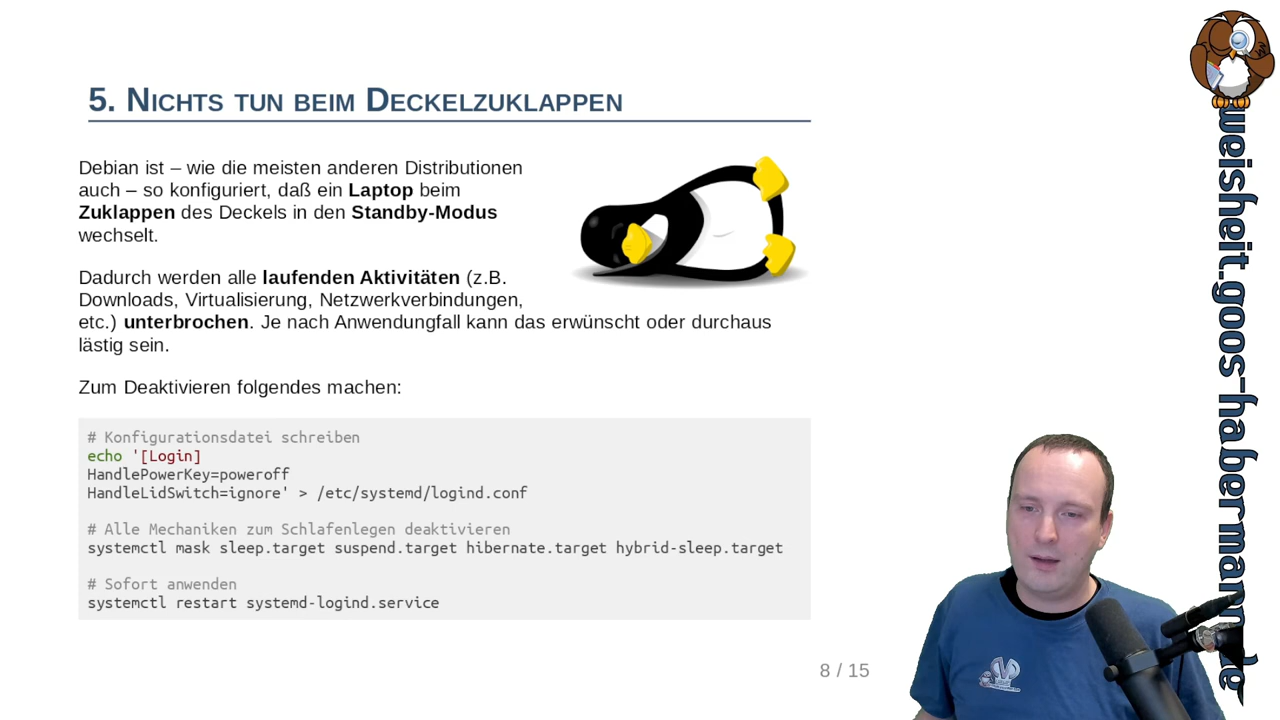 5. Nichts tun beim Deckelzuklappen
Debian ist – wie die meisten anderen Distributionen
auch – so konfiguriert, daß ein Laptop beim
Zuklappen des Deckels in den Standby-Modus
wechselt.
Dadurch werden alle laufenden Aktivitäten (z.B.
Downloads, Virtualisierung, Netzwerkverbindungen,
etc.) unterbrochen. Je nach Anwendungfall kann das erwünscht oder durchaus
lästig sein.
Zum Deaktivieren folgendes machen:
# Konfigurationsdatei schreiben
echo '[Login]
HandlePowerKey=poweroff
HandleLidSwitch=ignore' > /etc/systemd/logind.conf
# Alle Mechaniken zum Schlafenlegen deaktivieren
systemctl mask sleep.target suspend.target hibernate.target hybrid-sleep.target
# Sofort anwenden
systemctl restart systemd-logind.service
8 / 15
weisheit.goos-habermann.de